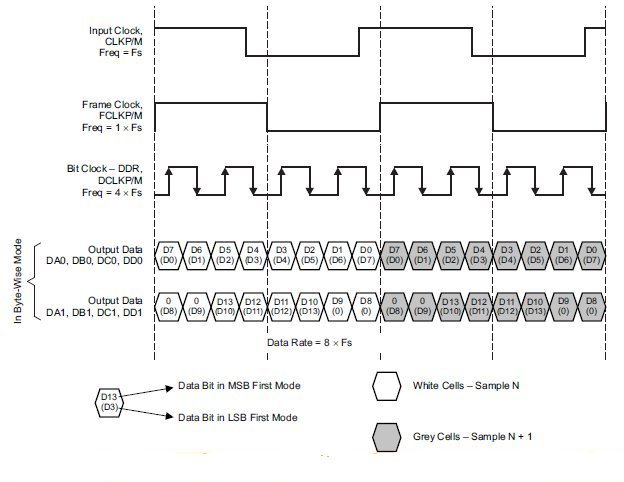 Input Clock,
CLKP/M
Freq = Fs
Frame Clock,
FCLKP/M
Freq = 1 × Fs
Bit Clock – DDR,
DCLKP/M
Freq = 4 × Fs
In Byte-Wise Mode
Output Data
DA0, DB0, DC0, DD0
D7 D6 D5 D4 D3 D2 D1 D0 D7 D6 D5 D4 D3 D2 D1 D0
(D0) (D1) (D2) (D3) (D4) (D5) (D6) (D7) (D0) (D1) (D2) (D3) (D4) (D5) (D6) (D7)
Output Data
DA1, DB1, DC1, DD1
0 0 D13 D12 D11 D10 D9 D8 0 0 D13 D12 D11 D10 D9 D8
(D8) (D9) (D10) (D11) (D12) (D13) (0) (0) (D8) (D9) (D10) (D11) (D12) (D13) (0) (0)
Data Rate = 8 × Fs
D13
(D3)
Data Bit in MSB First Mode
Data Bit in LSB First Mode
White Cells – Sample N
Grey Cells – Sample N + 1